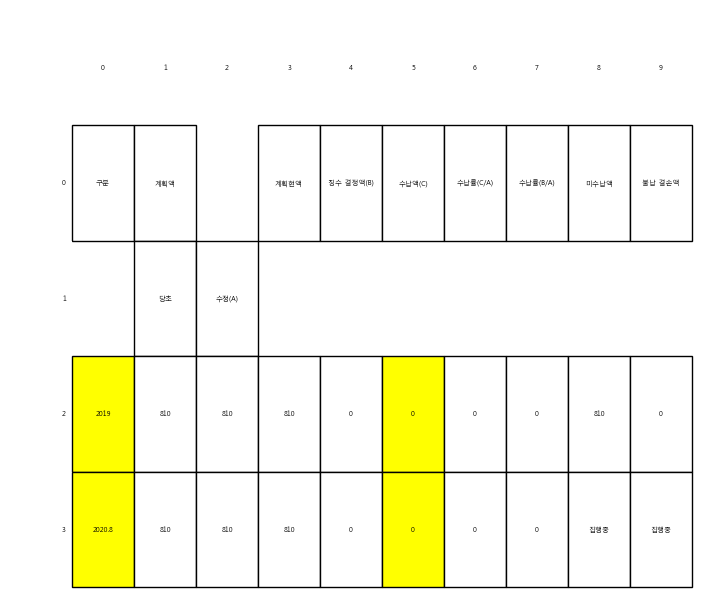 0 1 2 3 4 5 6 7 8 9
0 구분 계획액 계획현액 징수 결정액(B) 수납액(C) 수납률(C/A) 수납률(B/A) 미수납액 불납 결손액
1 당초 수정(A)
2 2019 810 810 810 0 0 0 0 810 0
3 2020.8 810 810 810 0 0 0 0 집행중 집행중